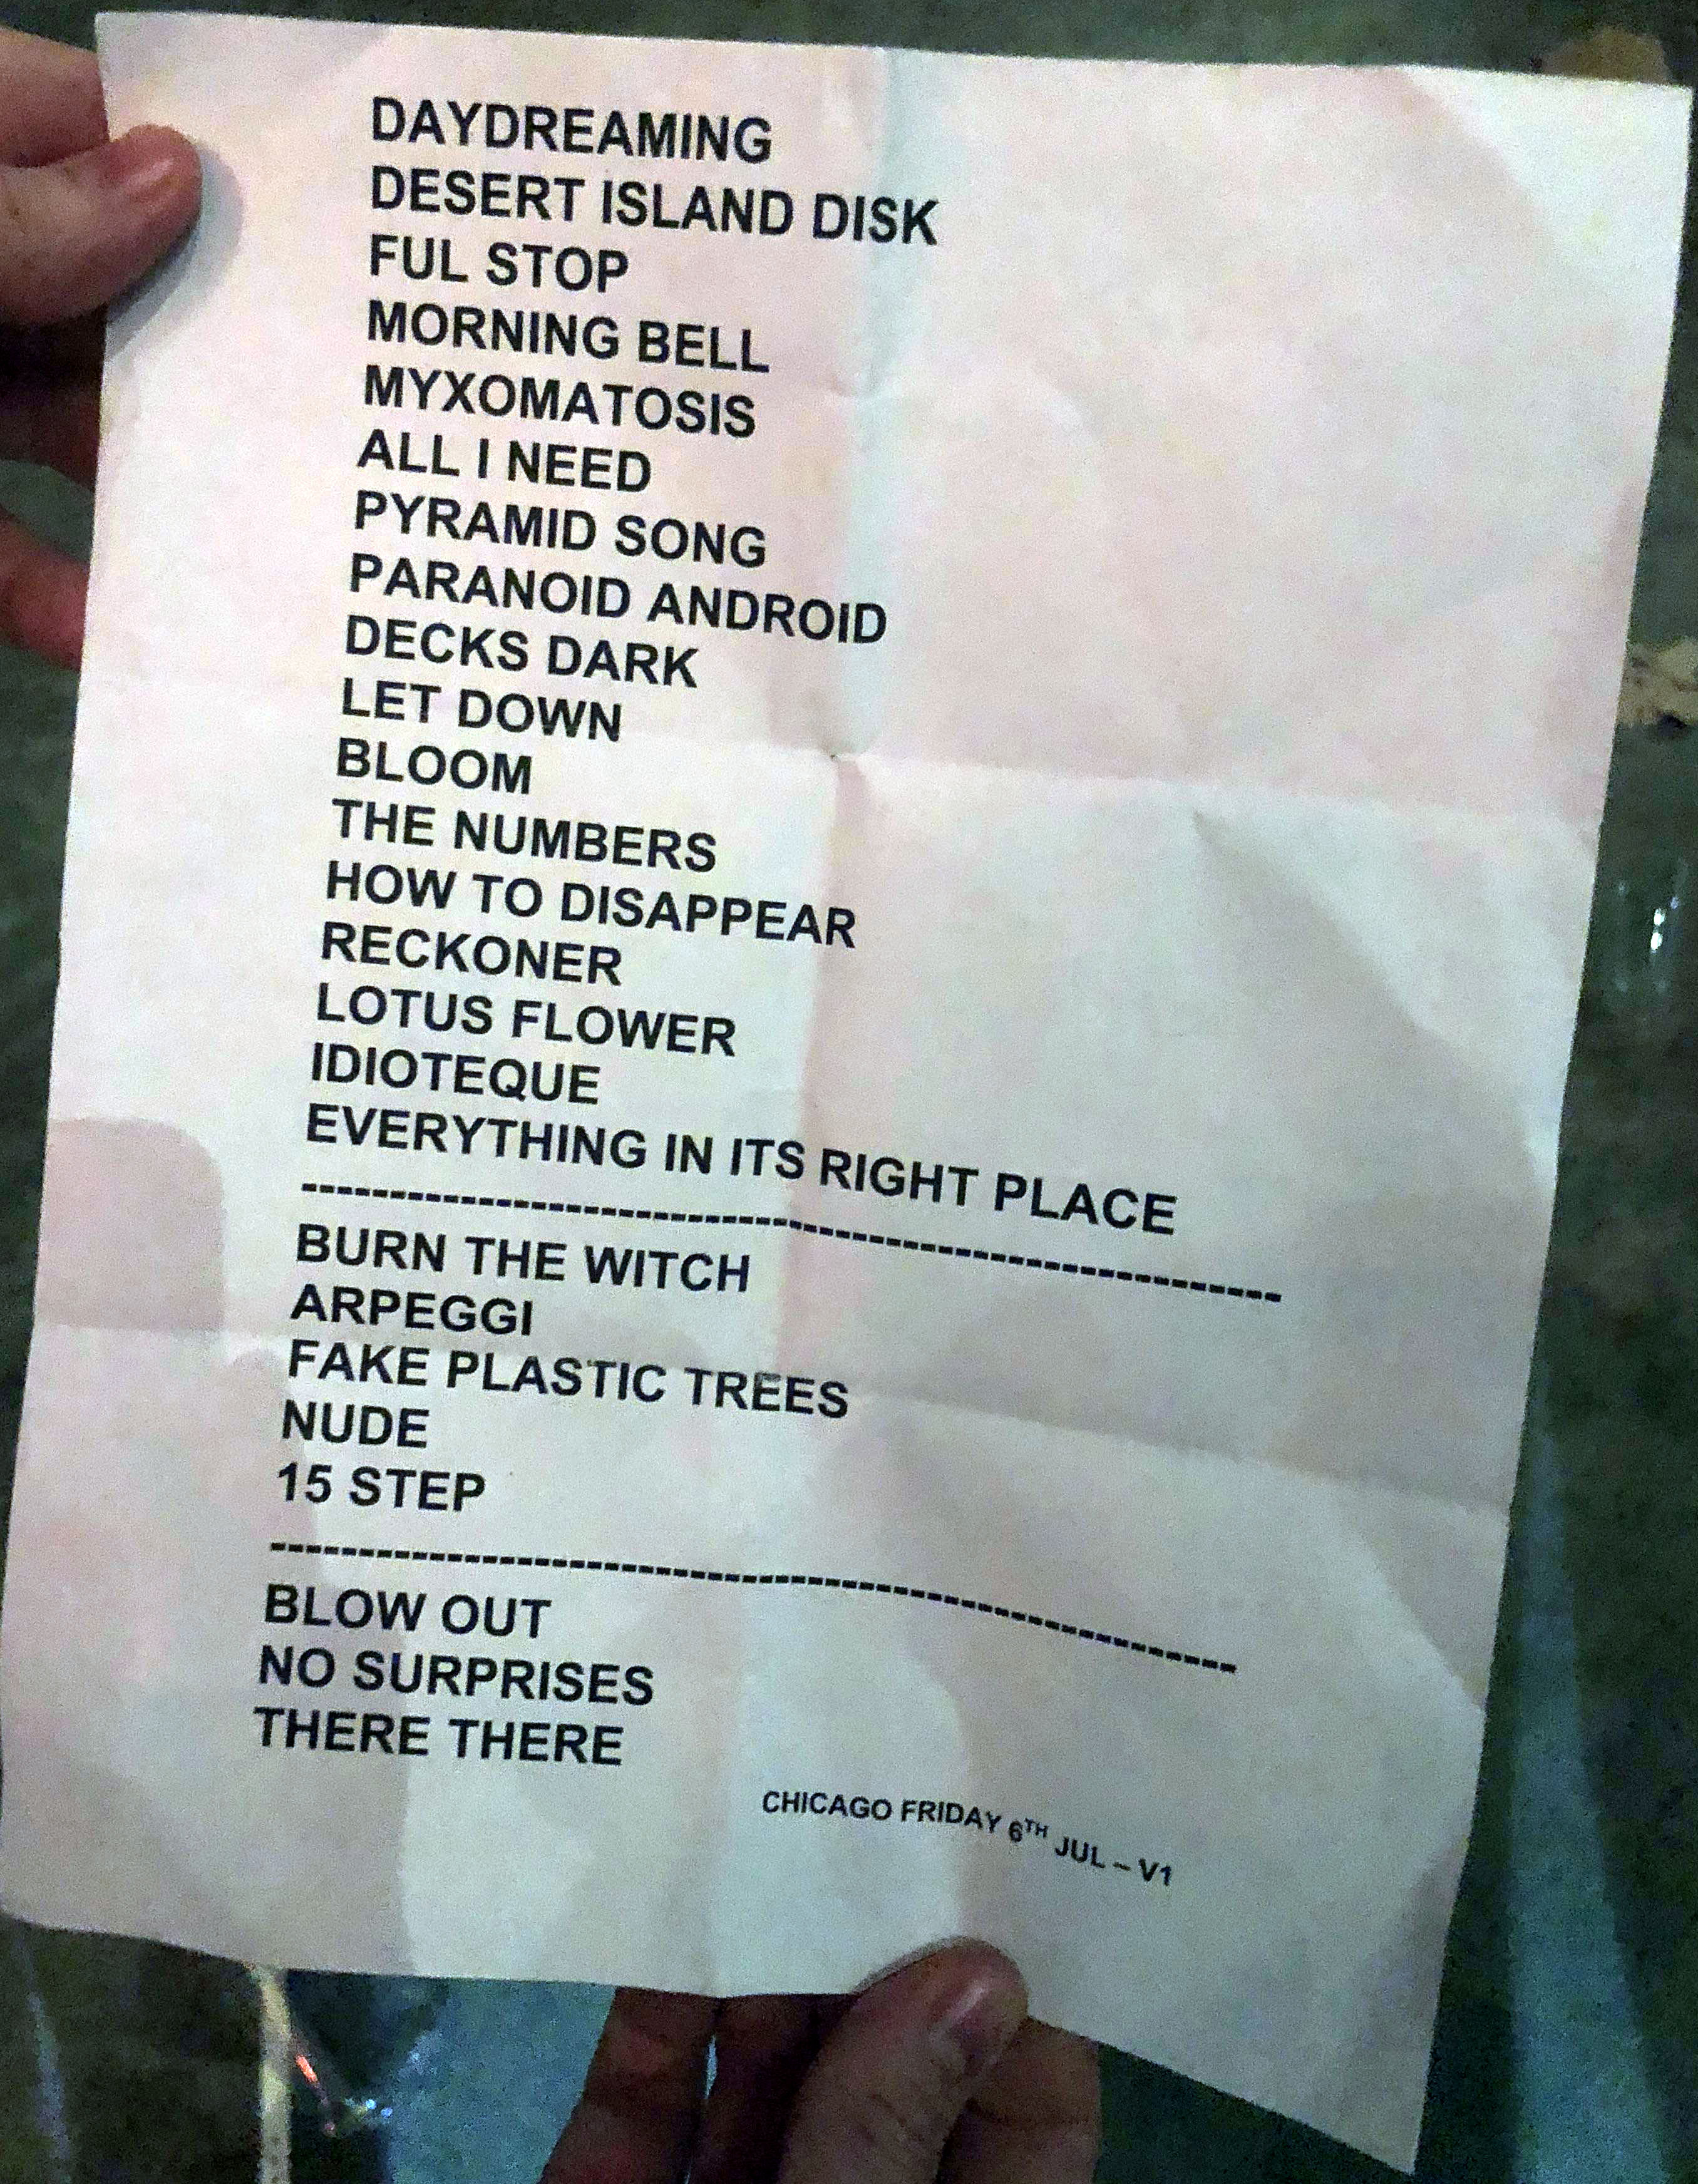 DAYDREAMING
DESERT ISLAND DISK
FUL STOP
MORNING BELL
MYXOMATOSIS
ALL I NEED
PYRAMID SONG
PARANOID ANDROID
DECKS DARK
LET DOWN
BLOOM
THE NUMBERS
HOW TO DISAPPEAR
RECKONER
LOTUS FLOWER
IDIOTEQUE
EVERYTHING IN ITS RIGHT PLACE
------------------------------------------------------------
BURN THE WITCH
ARPEGGI
FAKE PLASTIC TREES
NUDE
15 STEP
------------------------------------------------------------
BLOW OUT
NO SURPRISES
THERE THERE
CHICAGO FRIDAY 6TH JUL – V1